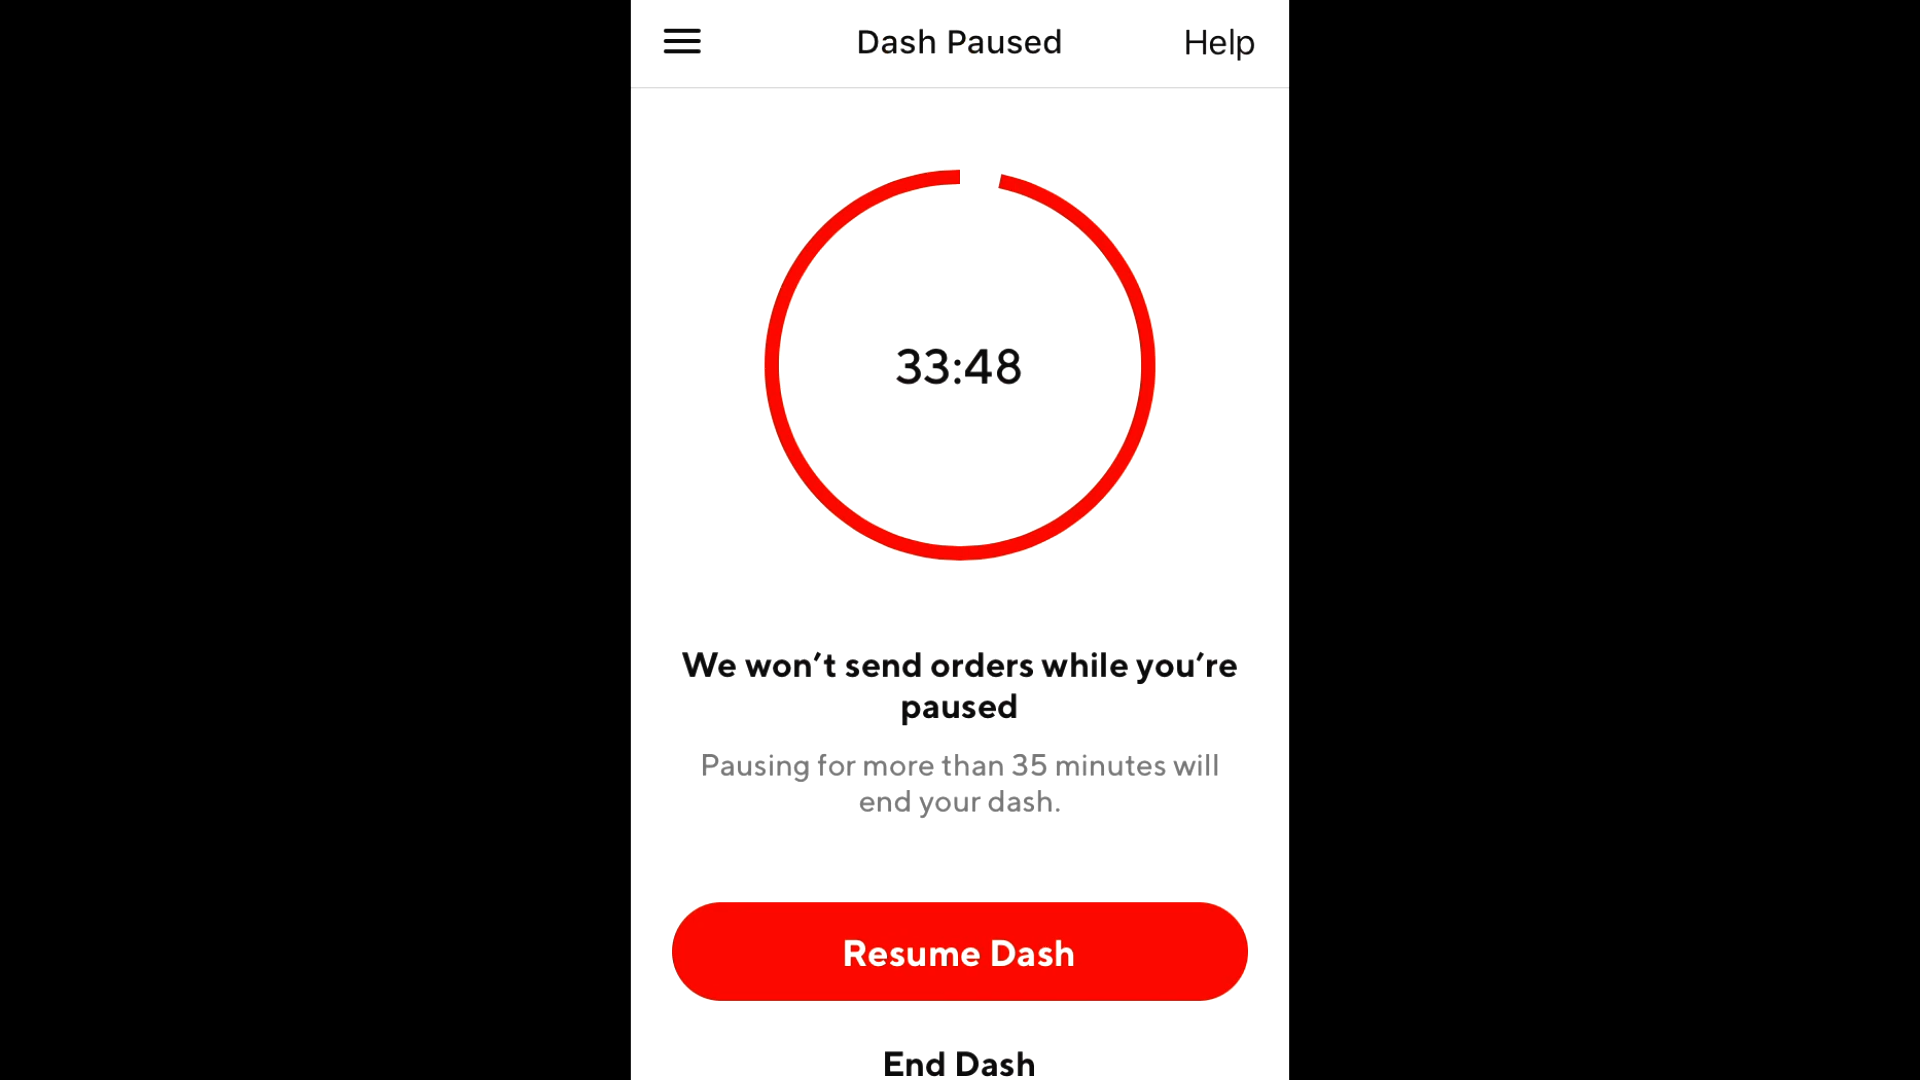 Dash Paused
Help
33:48
We won’t send orders while you’re
paused
Pausing for more than 35 minutes will
end your dash.
Resume Dash
End Dash